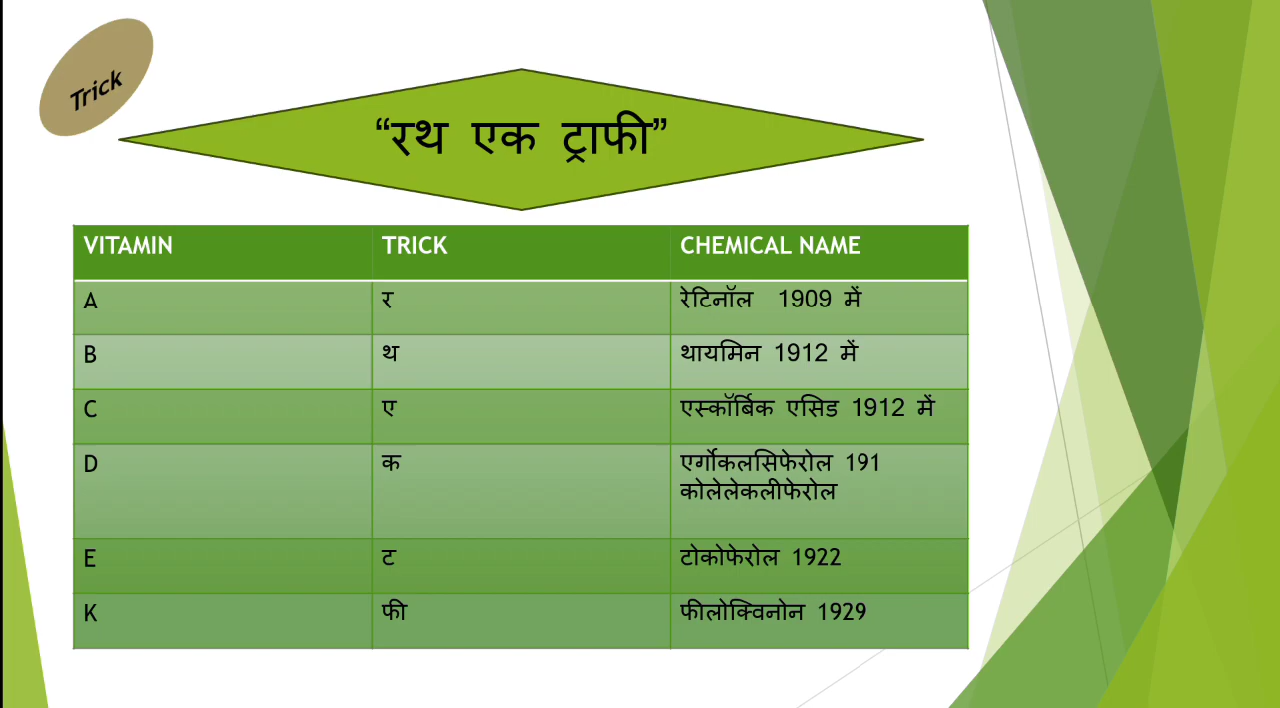 Trick
“रथ एक ट्राफी”
VITAMIN TRICK CHEMICAL NAME
A र रेटिनॉल 1909 में
B थ थायमिन 1912 में
C ए एस्कॉर्बिक एसिड 1912 में
D क एर्गोकलसिफेरोल 191
कोलेलेकलीफेरोल
E ट टोकोफेरोल 1922
K फी फीलोक्विनोन 1929